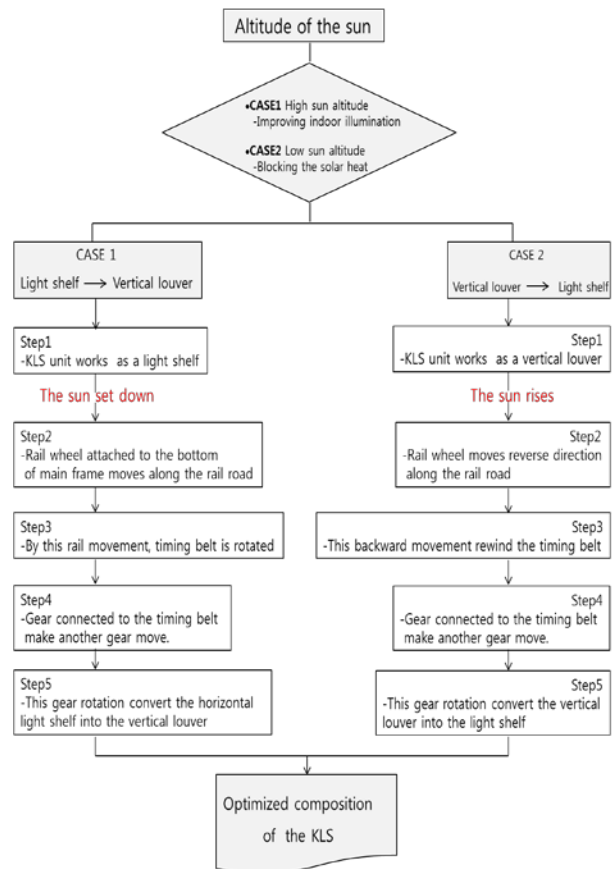 Altitude of the sun
•CASE1 High sun altitude
-Improving indoor illumination
•CASE2 Low sun altitude
-Blocking the solar heat
CASE 1
Light shelf → Vertical louver
Step1
-KLS unit works as a light shelf
The sun set down
Step2
-Rail wheel attached to the bottom
of main frame moves along the rail road
Step3
-By this rail movement, timing belt is rotated
Step4
-Gear connected to the timing belt
make another gear move.
Step5
-This gear rotation convert the horizontal
light shelf into the vertical louver
CASE 2
Vertical louver → Light shelf
Step1
-KLS unit works as a vertical louver
The sun rises
Step2
-Rail wheel moves reverse direction
along the rail road
Step3
-This backward movement rewind the timing belt
Step4
-Gear connected to the timing belt
make another gear move.
Step5
-This gear rotation convert the vertical
louver into the light shelf
Optimized composition
of the KLS